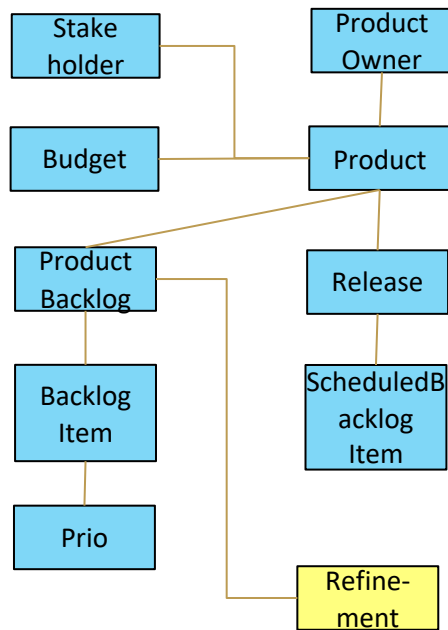 Stake
holder
Product
Owner
Budget
Product
Product
Backlog
Release
Backlog
Item
ScheduledB
acklog
Item
Prio
Refine-
ment